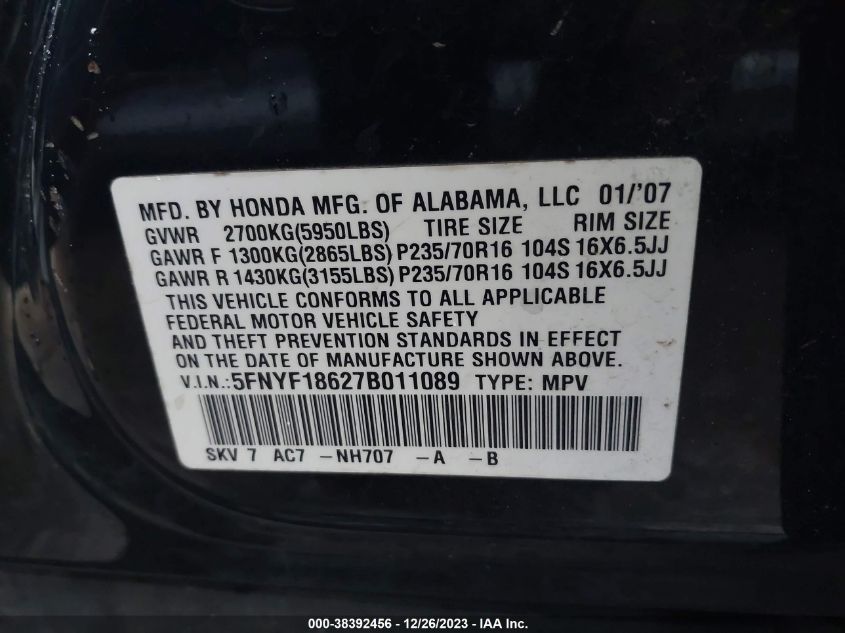 MFD. BY HONDA MFG. OF ALABAMA, LLC 01/'07
GVWR 2700KG(5950LBS) TIRE SIZE RIM SIZE
GAWR F 1300KG(2865LBS) P235/70R16 104S 16X6.5JJ
GAWR R 1430KG(3155LBS) P235/70R16 104S 16X6.5JJ
THIS VEHICLE CONFORMS TO ALL APPLICABLE
FEDERAL MOTOR VEHICLE SAFETY
AND THEFT PREVENTION STANDARDS IN EFFECT
ON THE DATE OF MANUFACTURE SHOWN ABOVE.
V.I.N.:5FNYF18627B011089 TYPE: MPV
SKV 7 AC7 -NH707 -A -B
000-38392456 - 12/26/2023 - IAA Inc.